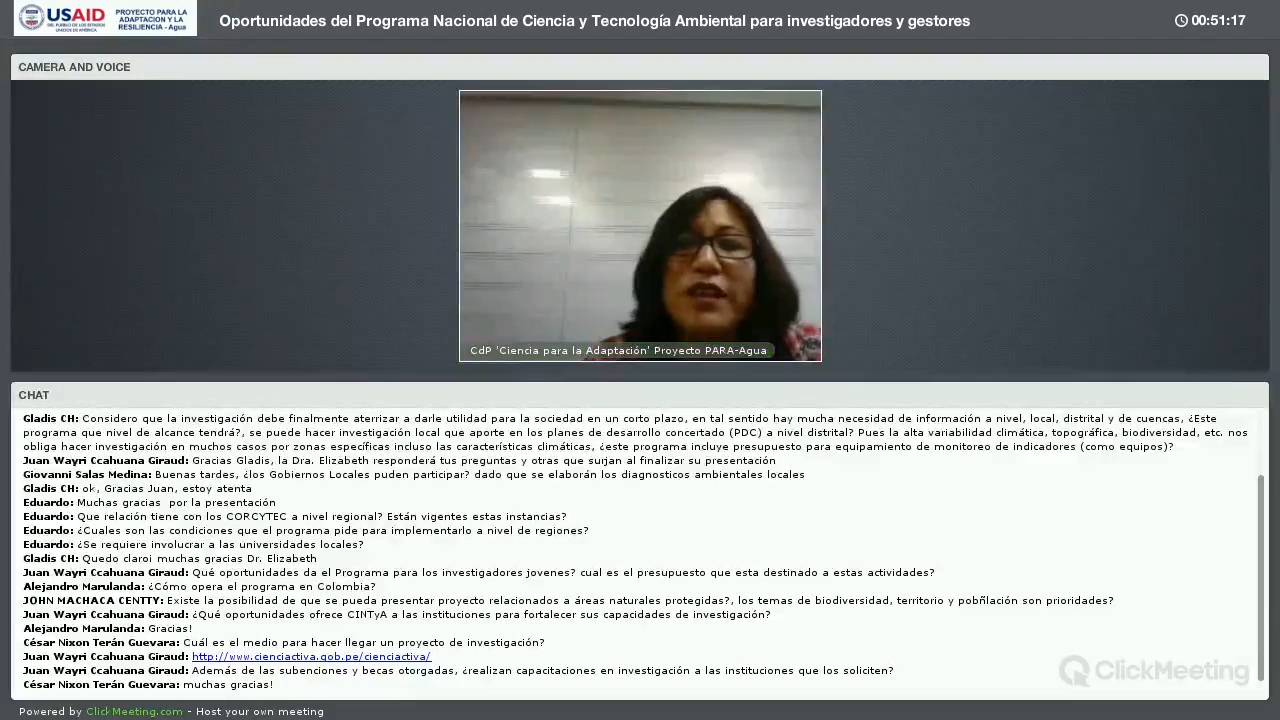 USAID
DEL PUEBLO DE LOS ESTADOS
UNIDOS DE AMÉRICA
PROYECTO PARA LA
ADAPTACIÓN Y LA
RESILIENCIA - Agua
Oportunidades del Programa Nacional de Ciencia y Tecnología Ambiental para investigadores y gestores
00:51:17
CAMERA AND VOICE
CdP 'Ciencia para la Adaptación' Proyecto PARA-Agua
CHAT
Gladis CH: Considero que la investigación debe finalmente aterrizar a darle utilidad para la sociedad en un corto plazo, en tal sentido hay mucha necesidad de información a nivel, local, distrital y de cuencas, ¿Este
programa que nivel de alcance tendrá?, se puede hacer investigación local que aporte en los planes de desarrollo concertado (PDC) a nivel distrital? Pues la alta variabilidad climática, topográfica, biodiversidad, etc. nos
obliga hacer investigación en muchos casos por zonas específicas incluso las características climáticas, ¿este programa incluye presupuesto para equipamiento de monitoreo de indicadores (como equipos)?
Juan Wayri Ccahuana Giraud: Gracias Gladis, la Dra. Elizabeth responderá tus preguntas y otras que surjan al finalizar su presentación
Giovanni Salas Medina: Buenas tardes, ¿los Gobiernos Locales puden participar? dado que se elaborán los diagnosticos ambientales locales
Gladis CH: ok, Gracias Juan, estoy atenta
Eduardo: Muchas gracias por la presentación
Eduardo: Que relación tiene con los CORCYTEC a nivel regional? Están vigentes estas instancias?
Eduardo: ¿Cuales son las condiciones que el programa pide para implementarlo a nivel de regiones?
Eduardo: ¿Se requiere involucrar a las universidades locales?
Gladis CH: Quedo claroi muchas gracias Dr. Elizabeth
Juan Wayri Ccahuana Giraud: Qué oportunidades da el Programa para los investigadores jovenes? cual es el presupuesto que esta destinado a estas actividades?
Alejandro Marulanda: ¿Cómo opera el programa en Colombia?
JOHN MACHACA CENTTY: Existe la posibilidad de que se pueda presentar proyecto relacionados a áreas naturales protegidas?, los temas de biodiversidad, territorio y pobñilación son prioridades?
Juan Wayri Ccahuana Giraud: ¿Qué oportunidades ofrece CINTyA a las instituciones para fortalecer sus capacidades de investigación?
Alejandro Marulanda: Gracias!
César Nixon Terán Guevara: Cuál es el medio para hacer llegar un proyecto de investigación?
Juan Wayri Ccahuana Giraud: http://www.cienciactiva.gob.pe/cienciactiva/
Juan Wayri Ccahuana Giraud: Además de las subenciones y becas otorgadas, ¿realizan capacitaciones en investigación a las instituciones que los soliciten?
César Nixon Terán Guevara: muchas gracias!
ClickMeeting
Powered by ClickMeeting.com - Host your own meeting